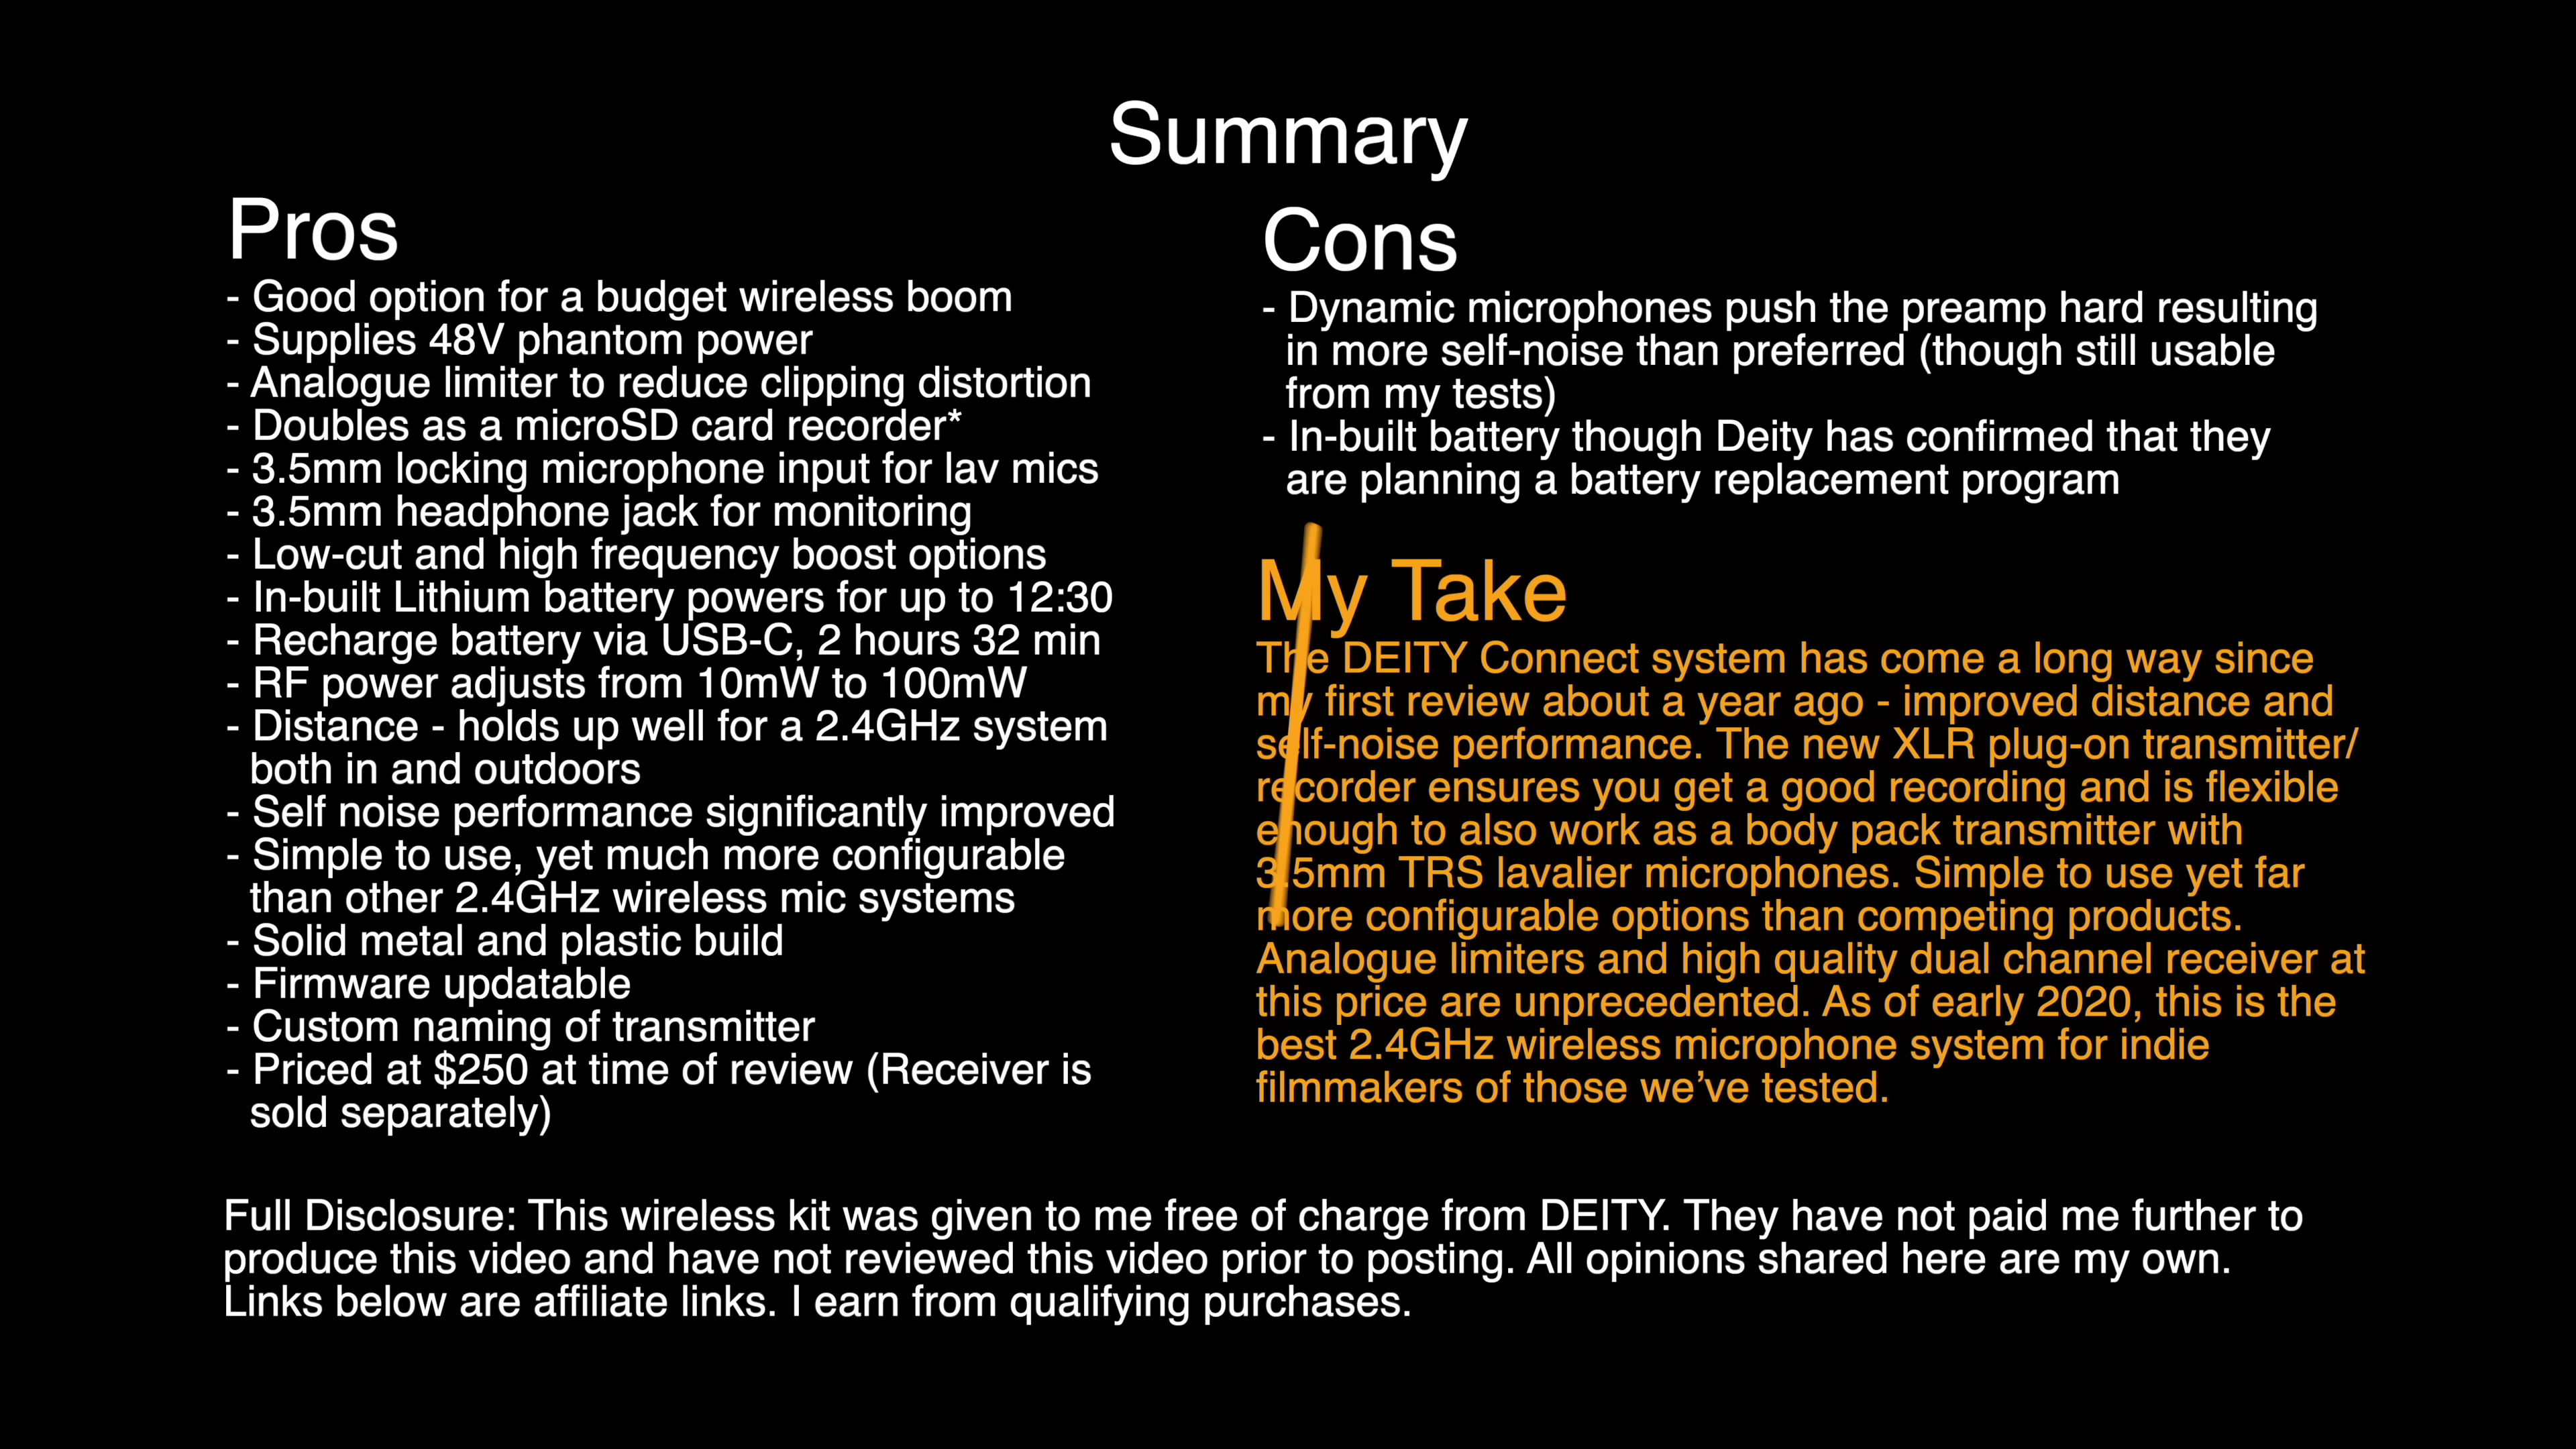 Summary
Pros
- Good option for a budget wireless boom
- Supplies 48V phantom power
- Analogue limiter to reduce clipping distortion
- Doubles as a microSD card recorder*
- 3.5mm locking microphone input for lav mics
- 3.5mm headphone jack for monitoring
- Low-cut and high frequency boost options
- In-built Lithium battery powers for up to 12:30
- Recharge battery via USB-C, 2 hours 32 min
- RF power adjusts from 10mW to 100mW
- Distance - holds up well for a 2.4GHz system
both in and outdoors
- Self noise performance significantly improved
- Simple to use, yet much more configurable
than other 2.4GHz wireless mic systems
- Solid metal and plastic build
- Firmware updatable
- Custom naming of transmitter
- Priced at $250 at time of review (Receiver is
sold separately)
Cons
- Dynamic microphones push the preamp hard resulting
in more self-noise than preferred (though still usable
from my tests)
- In-built battery though Deity has confirmed that they
are planning a battery replacement program
My Take
The DEITY Connect system has come a long way since
my first review about a year ago - improved distance and
self-noise performance. The new XLR plug-on transmitter/
recorder ensures you get a good recording and is flexible
enough to also work as a body pack transmitter with
3.5mm TRS lavalier microphones. Simple to use yet far
more configurable options than competing products.
Analogue limiters and high quality dual channel receiver at
this price are unprecedented. As of early 2020, this is the
best 2.4GHz wireless microphone system for indie
filmmakers of those we’ve tested.
Full Disclosure: This wireless kit was given to me free of charge from DEITY. They have not paid me further to
produce this video and have not reviewed this video prior to posting. All opinions shared here are my own.
Links below are affiliate links. I earn from qualifying purchases.